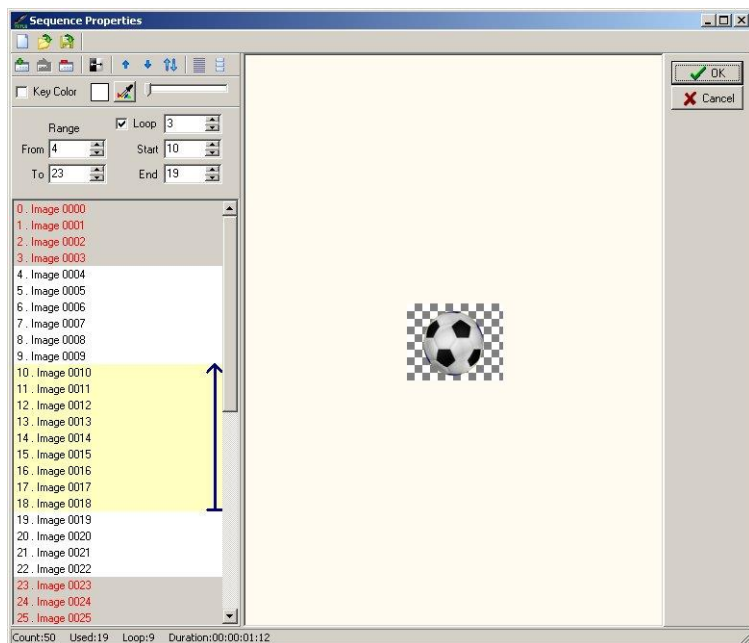 Sequence Properties
OK
Key Color
Cancel
Range
Loop 3
From 4
Start 10
To 23
End 19
0 . Image 0000
1 . Image 0001
2 . Image 0002
3 . Image 0003
4 . Image 0004
5 . Image 0005
6 . Image 0006
7 . Image 0007
8 . Image 0008
9 . Image 0009
10 . Image 0010
11 . Image 0011
12 . Image 0012
13 . Image 0013
14 . Image 0014
15 . Image 0015
16 . Image 0016
17 . Image 0017
18 . Image 0018
19 . Image 0019
20 . Image 0020
21 . Image 0021
22 . Image 0022
23 . Image 0023
24 . Image 0024
25 . Image 0025
Count:50 Used:19 Loop:9 Duration:00:00:01:12